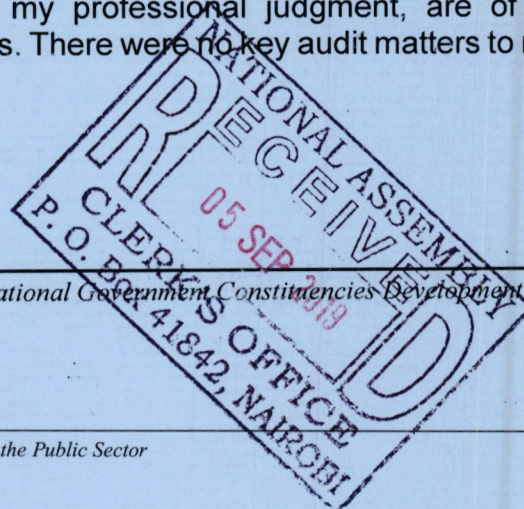 my professional judgment, are of
s. There were no key audit matters to
NATIONAL ASSEMBLY
RECEIVED
05 SEP 2019
CLERK'S OFFICE
P. O. Box 41842, NAIROBI
ational Government Constituencies Development
the Public Sector